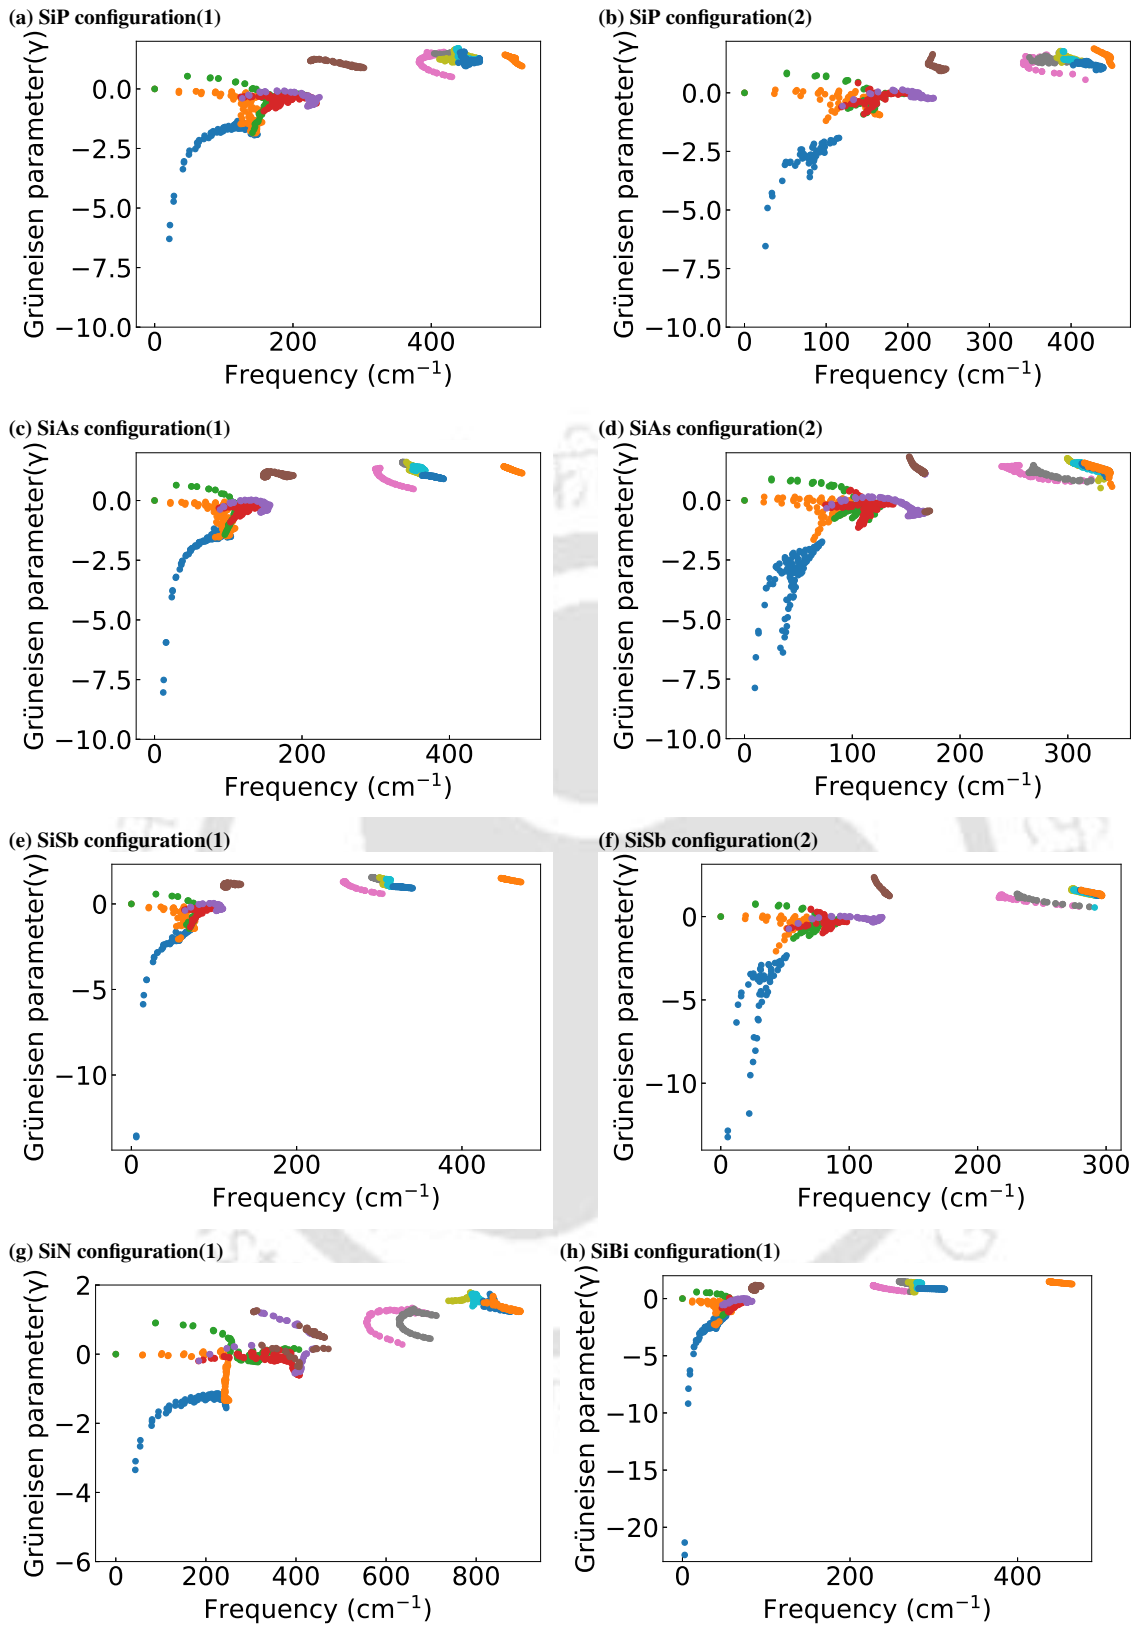 (a) SiP configuration(1)
Grüneisen parameter(γ)
0.0
−2.5
−5.0
−7.5
−10.0
0 200 400
Frequency (cm⁻¹)
(b) SiP configuration(2)
Grüneisen parameter(γ)
0.0
−2.5
−5.0
−7.5
−10.0
0 100 200 300 400
Frequency (cm⁻¹)
(c) SiAs configuration(1)
Grüneisen parameter(γ)
0.0
−2.5
−5.0
−7.5
−10.0
0 200 400
Frequency (cm⁻¹)
(d) SiAs configuration(2)
Grüneisen parameter(γ)
0.0
−2.5
−5.0
−7.5
−10.0
0 100 200 300
Frequency (cm⁻¹)
(e) SiSb configuration(1)
Grüneisen parameter(γ)
0
−5
−10
0 200 400
Frequency (cm⁻¹)
(f) SiSb configuration(2)
Grüneisen parameter(γ)
0
−5
−10
0 100 200 300
Frequency (cm⁻¹)
(g) SiN configuration(1)
Grüneisen parameter(γ)
2
0
−2
−4
−6
0 200 400 600 800
Frequency (cm⁻¹)
(h) SiBi configuration(1)
Grüneisen parameter(γ)
0
−5
−10
−15
−20
0 200 400
Frequency (cm⁻¹)